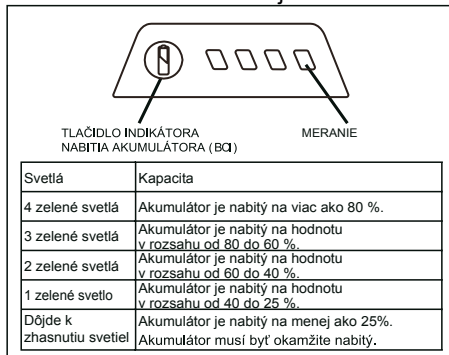 TLAČIDLO INDIKÁTORA
NABITIA AKUMULÁTORA (BCI)
MERANIE
Svetlá Kapacita
4 zelené svetlá Akumulátor je nabitý na viac ako 80 %.
3 zelené svetlá Akumulátor je nabitý na hodnotu
v rozsahu od 80 do 60 %.
2 zelené svetlá Akumulátor je nabitý na hodnotu
v rozsahu od 60 do 40 %.
1 zelené svetlo Akumulátor je nabitý na hodnotu
v rozsahu od 40 do 25 %.
Dôjde k Akumulátor je nabitý na menej ako 25%.
zhasnutiu svetiel Akumulátor musí byť okamžite nabitý.